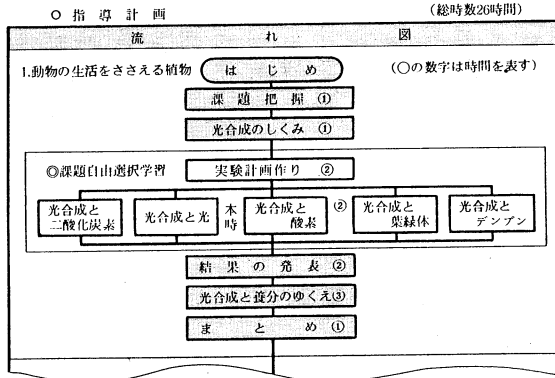 ○ 指導計画 (総時数26時間)
流れ図
1.動物の生活をささえる植物 はじめ (○の数字は時間を表す)
課題把握 ①
光合成のしくみ ①
◎課題自由選択学習 実験計画作り ②
光合成と二酸化炭素
光合成と光
本時
光合成と酸素
②
光合成と葉緑体
光合成とデンプン
結果の発表 ②
光合成と養分のゆくえ③
まとめ ①